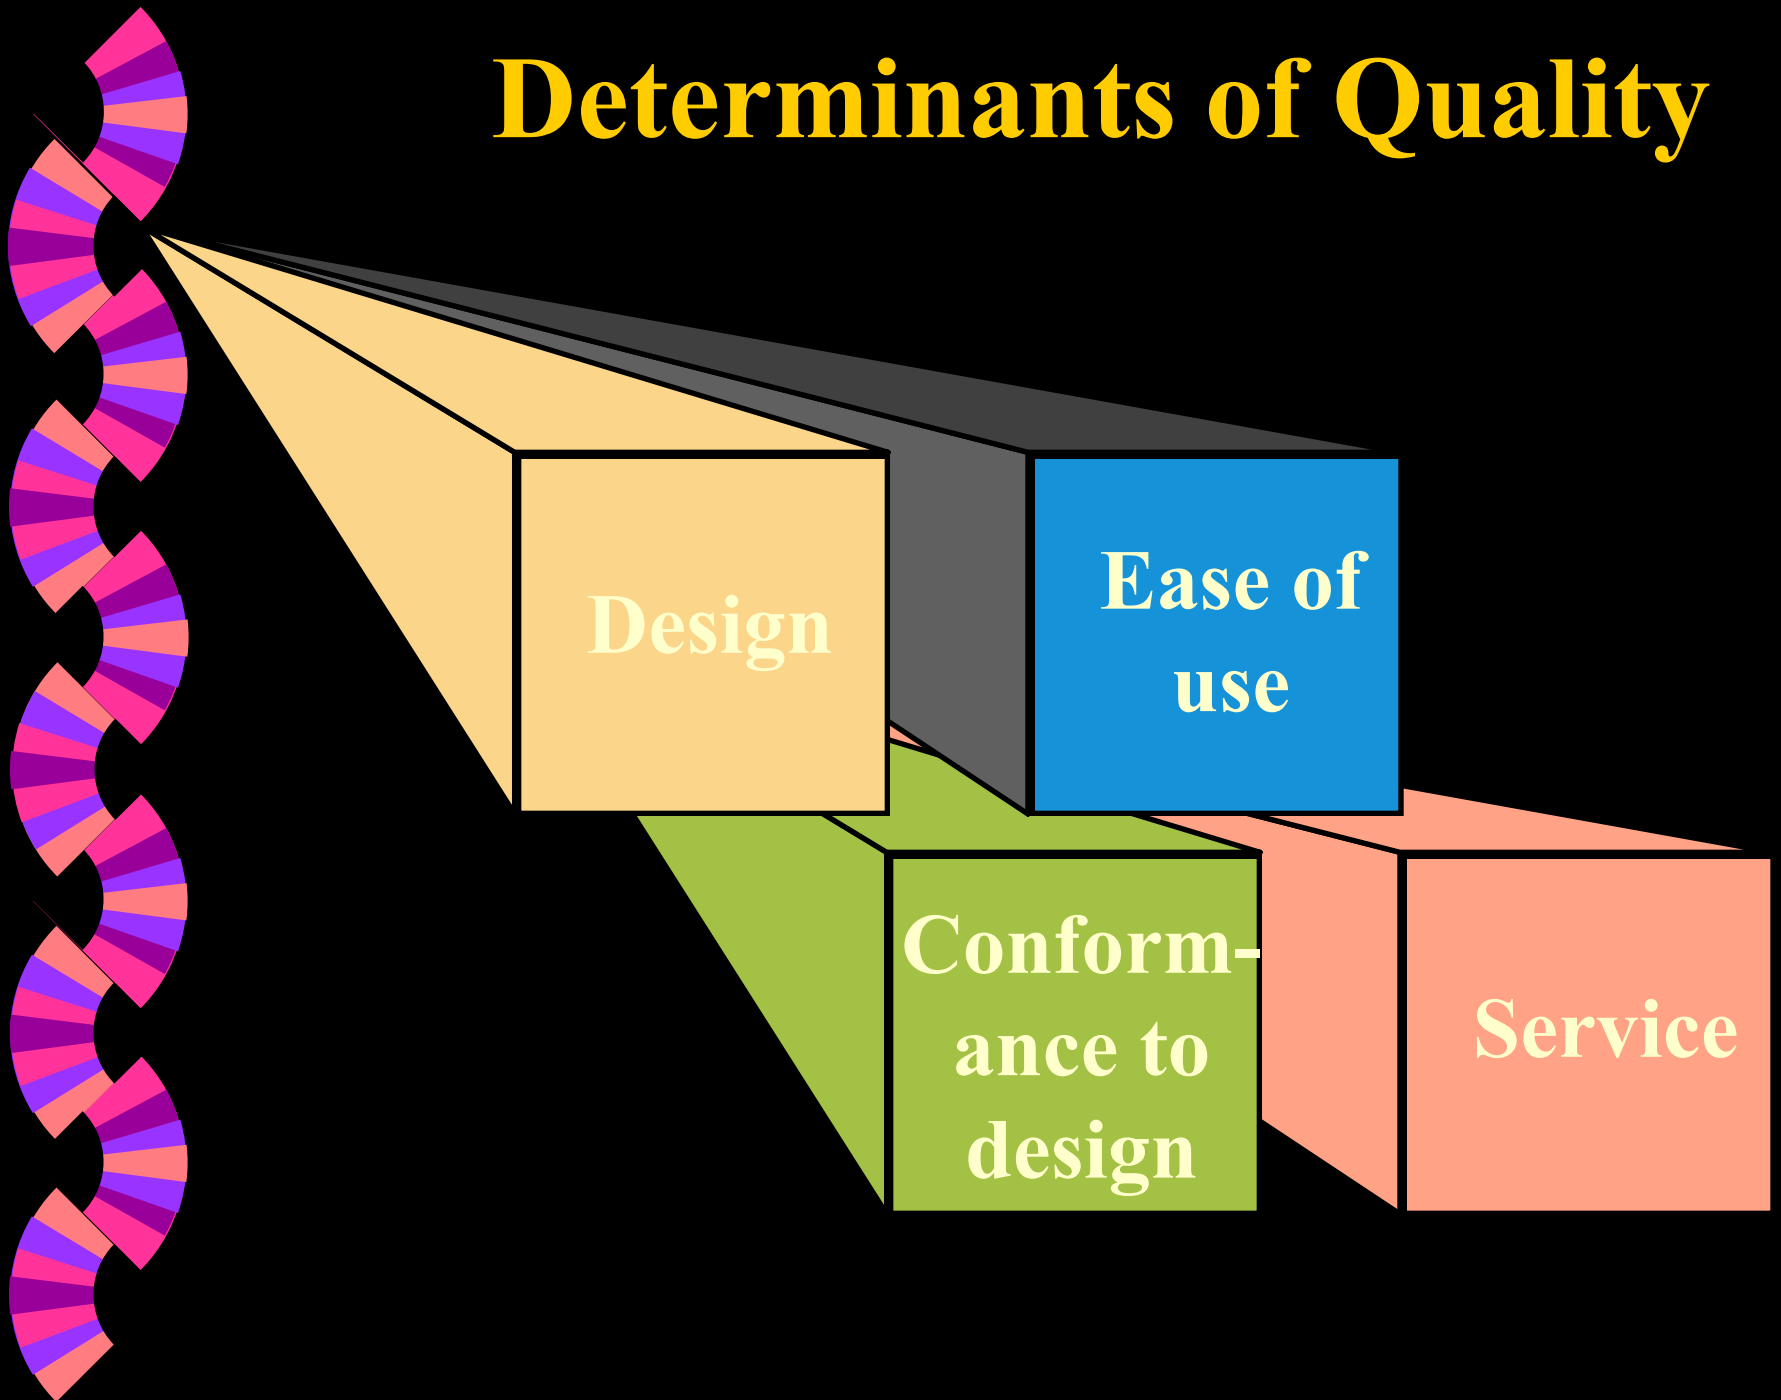 Determinants of Quality
Design
Ease of
use
Conform-
ance to
design
Service